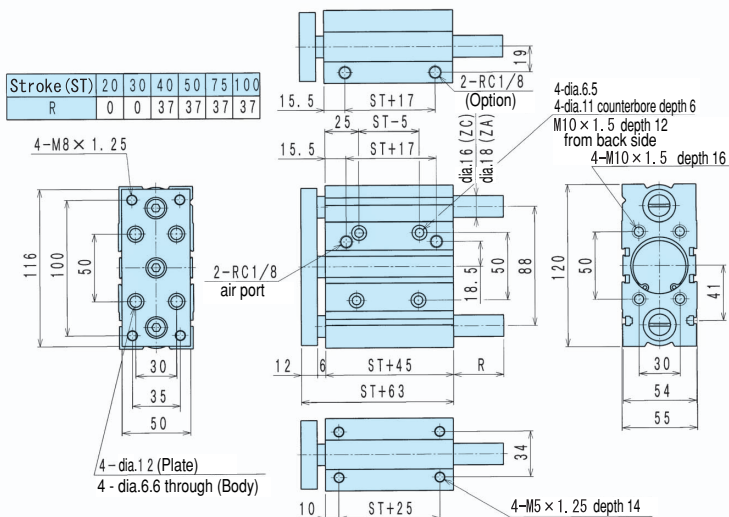 19
2-RC1/8
(Option)
15.5
ST+17
Stroke(ST) 20 30 40 50 75 100
R 0 0 37 37 37 37
4-dia.6.5
4-dia.11 counterbore depth 6
M10×1.5 depth 12
from back side
4-M10×1.5 depth 16
25
ST-5
15.5
ST+17
dia.16 (ZC)
dia.18 (ZA)
4-M8×1.25
116
100
50
2-RC1/8
air port
18.5
50
88
120
50
41
12
6
ST+45
R
ST+63
30
35
50
30
54
55
4-dia.12 (Plate)
4 - dia.6.6 through (Body)
34
10
ST+25
4-M5×1.25 depth 14